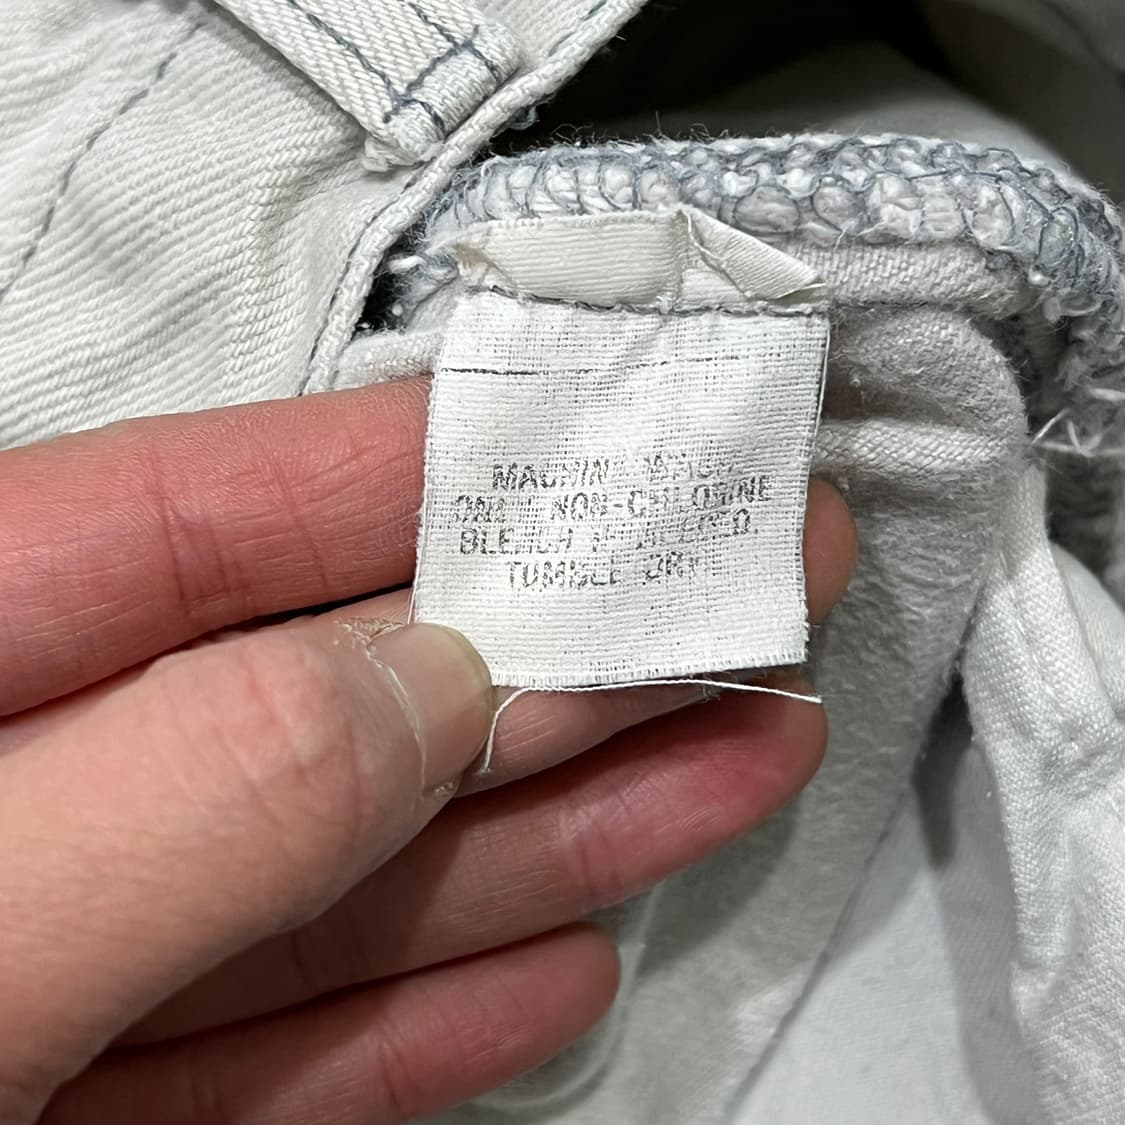 MACHINE WASH
ONLY NON-CHLORINE
BLEACH IF NEEDED
TUMBLE DRY